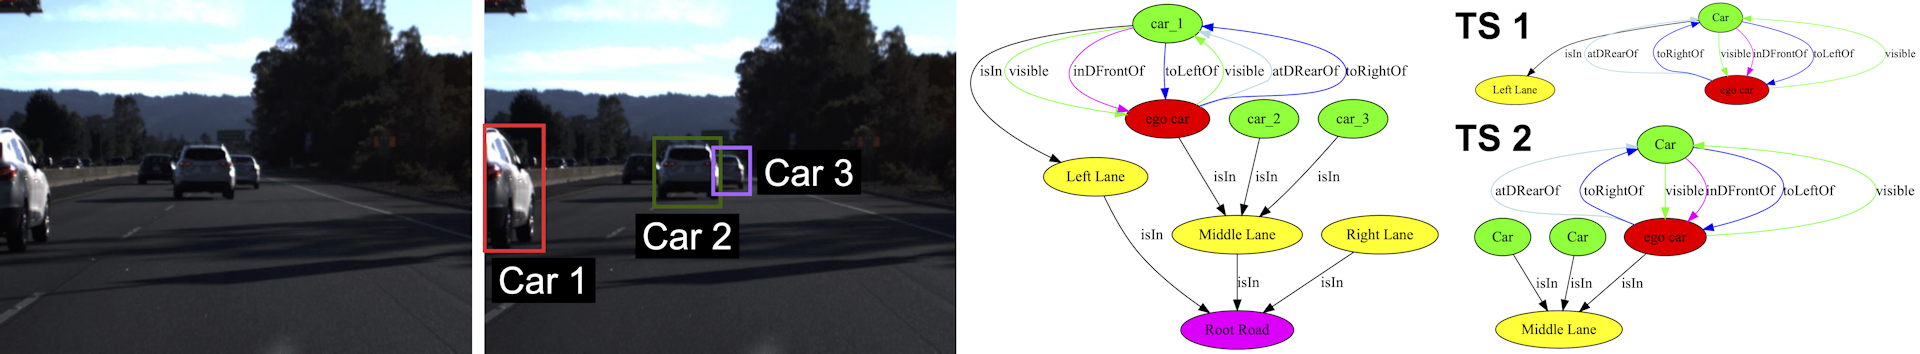 Car 1
Car 2
Car 3
car_1
isIn
visible
inDFrontOf
toLeftOf
visible
atDRearOf
toRightOf
ego car
car_2
car_3
Left Lane
isIn
isIn
isIn
isIn
Middle Lane
Right Lane
isIn
isIn
Root Road
TS 1
Car
isIn
atDRearOf
toRightOf
visible
inDFrontOf
toLeftOf
visible
Left Lane
ego car
TS 2
Car
atDRearOf
toRightOf
visible
inDFrontOf
toLeftOf
visible
Car
Car
ego car
isIn
isIn
isIn
Middle Lane